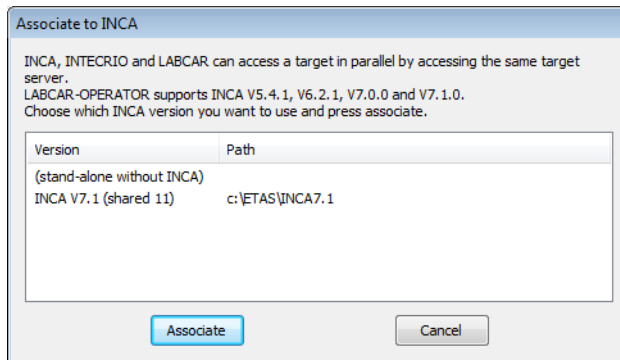 Associate to INCA
INCA, INTECRIO and LABCAR can access a target in parallel by accessing the same target
server.
LABCAR-OPERATOR supports INCA V5.4.1, V6.2.1, V7.0.0 and V7.1.0.
Choose which INCA version you want to use and press associate.
Version Path
(stand-alone without INCA)
INCA V7.1 (shared 11) c:\ETAS\INCA7.1
Associate Cancel